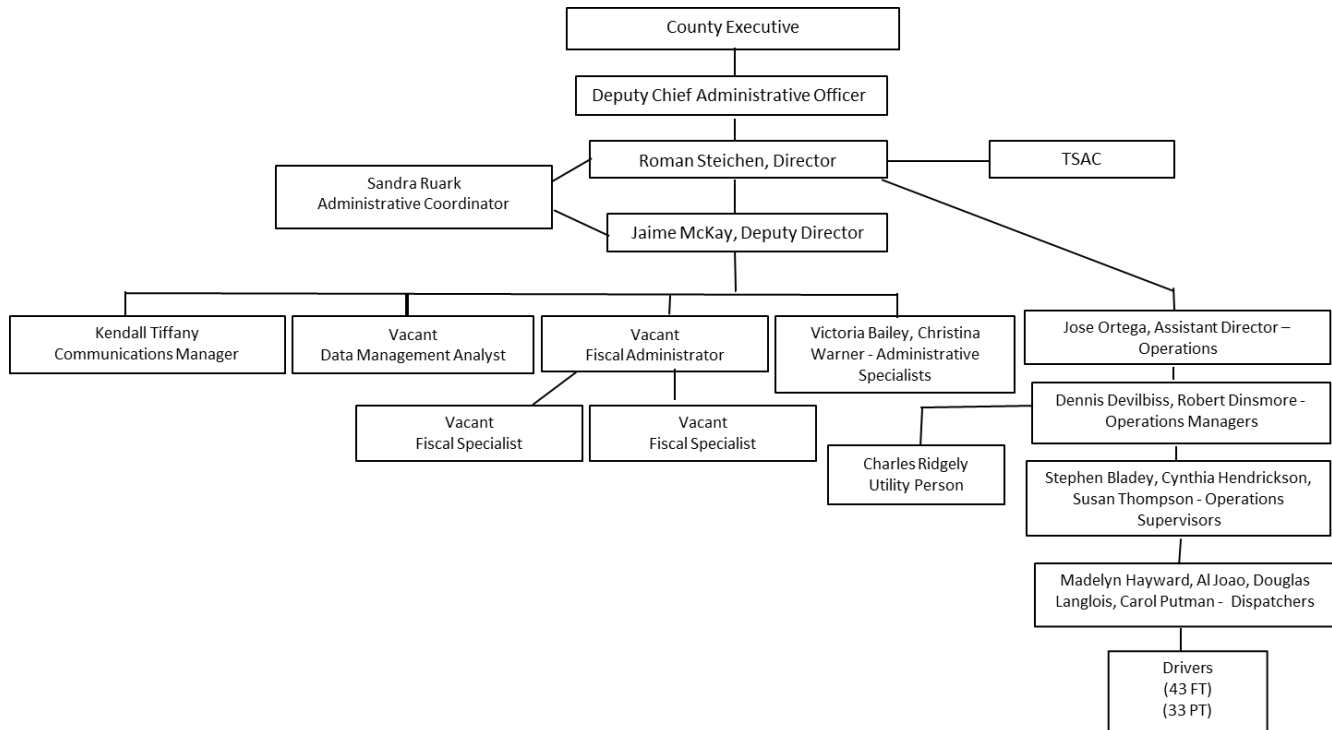 County Executive
Deputy Chief Administrative Officer
Roman Steichen, Director
TSAC
Sandra Ruark
Administrative Coordinator
Jaime McKay, Deputy Director
Kendall Tiffany
Communications Manager
Vacant
Data Management Analyst
Vacant
Fiscal Administrator
Victoria Bailey, Christina
Warner - Administrative
Specialists
Jose Ortega, Assistant Director –
Operations
Vacant
Fiscal Specialist
Vacant
Fiscal Specialist
Dennis Devilbiss, Robert Dinsmore -
Operations Managers
Charles Ridgely
Utility Person
Stephen Bladey, Cynthia Hendrickson,
Susan Thompson - Operations
Supervisors
Madelyn Hayward, Al Joao, Douglas
Langlois, Carol Putman - Dispatchers
Drivers
(43 FT)
(33 PT)